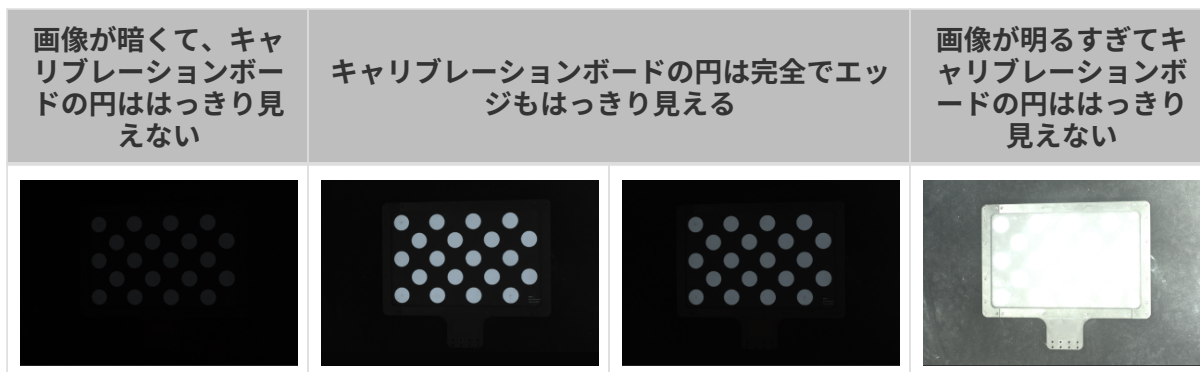 画像が暗くて、キャ
リブレーションボー
ドの円ははっきり見
えない
キャリブレーションボードの円は完全でエッ
ジもはっきり見える
画像が明るすぎてキ
ャリブレーションボ
ードの円ははっきり
見えない